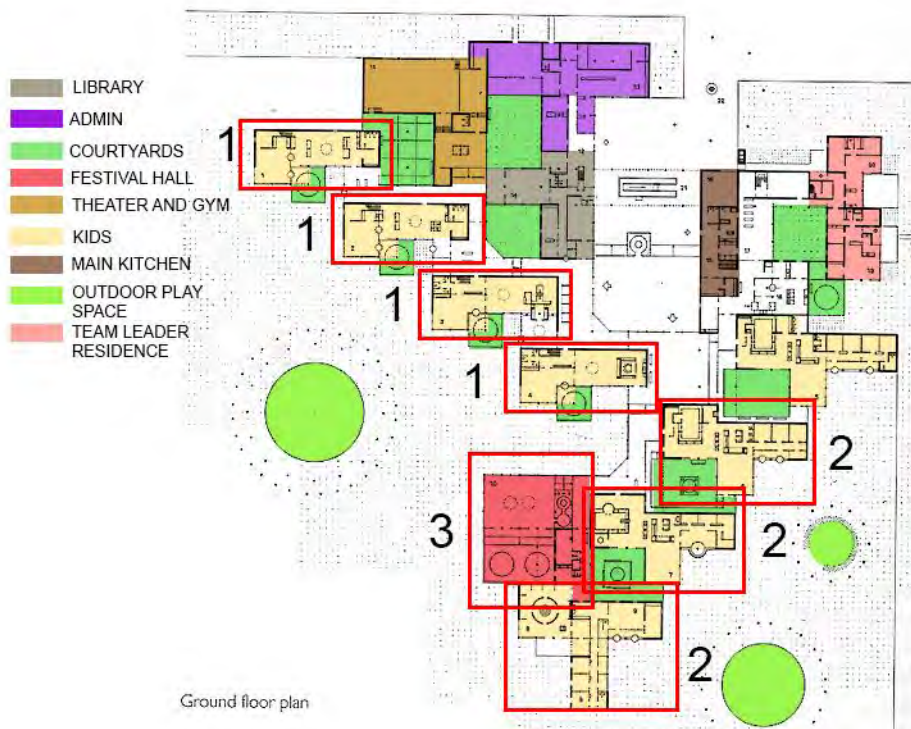 LIBRARY
ADMIN
COURTYARDS
FESTIVAL HALL
THEATER AND GYM
KIDS
MAIN KITCHEN
OUTDOOR PLAY
SPACE
TEAM LEADER
RESIDENCE
1
1
1
1
2
3
2
2
Ground floor plan